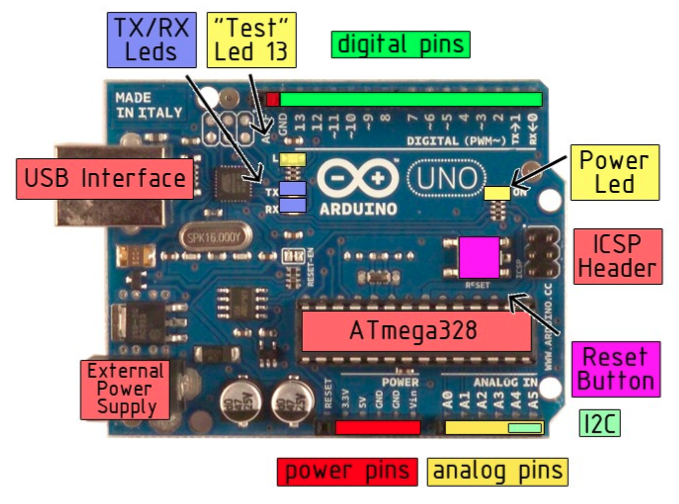 TX/RX
Leds
"Test"
Led 13
digital pins
MADE
IN ITALY
GND
13
12
~11
~10
~9
8
7
~6
~5
4
~3
2
TX→1
RX←0
DIGITAL (PWM~)
L
TX
RX
™
ARDUINO
UNO
ON
Power
Led
USB Interface
SPK16.000Y
RESET-EN
ICSP
ICSP
Header
RESET
WWW.ARDUINO.CC
ATmega328
Reset
Button
External
Power
Supply
POWER
ANALOG IN
RESET
3.3V
5V
GND
GND
Vin
A0
A1
A2
A3
A4
A5
I2C
power pins
analog pins